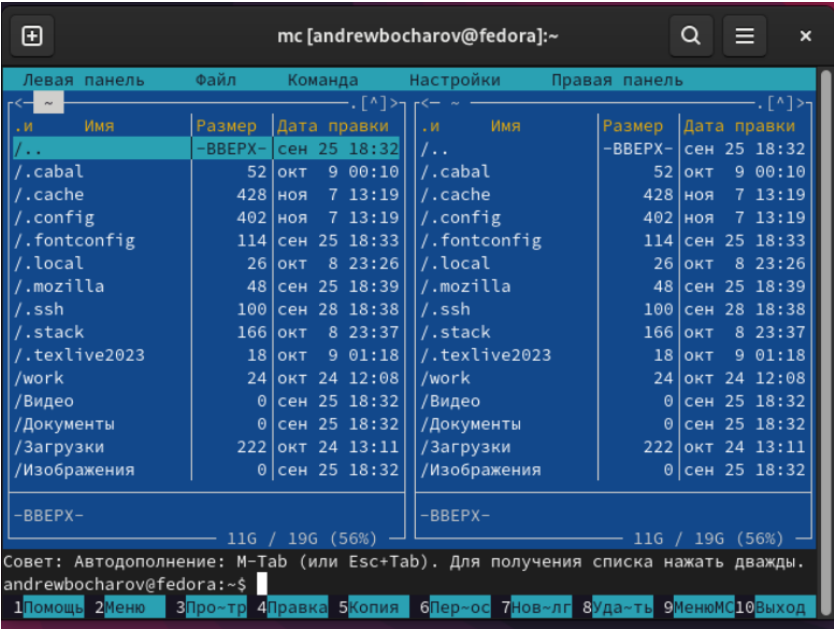 mc [andrewbocharov@fedora]:~
Левая панель Файл Команда Настройки Правая панель
<— ~ .[^]> <— ~ .[^]>
.и Имя Размер Дата правки .и Имя Размер Дата правки
/.. -ВВЕРХ- сен 25 18:32 /.. -ВВЕРХ- сен 25 18:32
/.cabal 52 окт 9 00:10 /.cabal 52 окт 9 00:10
/.cache 428 ноя 7 13:19 /.cache 428 ноя 7 13:19
/.config 402 ноя 7 13:19 /.config 402 ноя 7 13:19
/.fontconfig 114 сен 25 18:33 /.fontconfig 114 сен 25 18:33
/.local 26 окт 8 23:26 /.local 26 окт 8 23:26
/.mozilla 48 сен 25 18:39 /.mozilla 48 сен 25 18:39
/.ssh 100 сен 28 18:38 /.ssh 100 сен 28 18:38
/.stack 166 окт 8 23:37 /.stack 166 окт 8 23:37
/.texlive2023 18 окт 9 01:18 /.texlive2023 18 окт 9 01:18
/work 24 окт 24 12:08 /work 24 окт 24 12:08
/Видео 0 сен 25 18:32 /Видео 0 сен 25 18:32
/Документы 0 сен 25 18:32 /Документы 0 сен 25 18:32
/Загрузки 222 окт 24 13:11 /Загрузки 222 окт 24 13:11
/Изображения 0 сен 25 18:32 /Изображения 0 сен 25 18:32
-ВВЕРХ- -ВВЕРХ-
11G / 19G (56%) 11G / 19G (56%)
Совет: Автодополнение: M-Tab (или Esc+Tab). Для получения списка нажать дважды.
andrewbocharov@fedora:~$
1Помощь 2Меню 3Про~тр 4Правка 5Копия 6Пер~ос 7Нов~лг 8Уда~ть 9МенюMC 10Выход